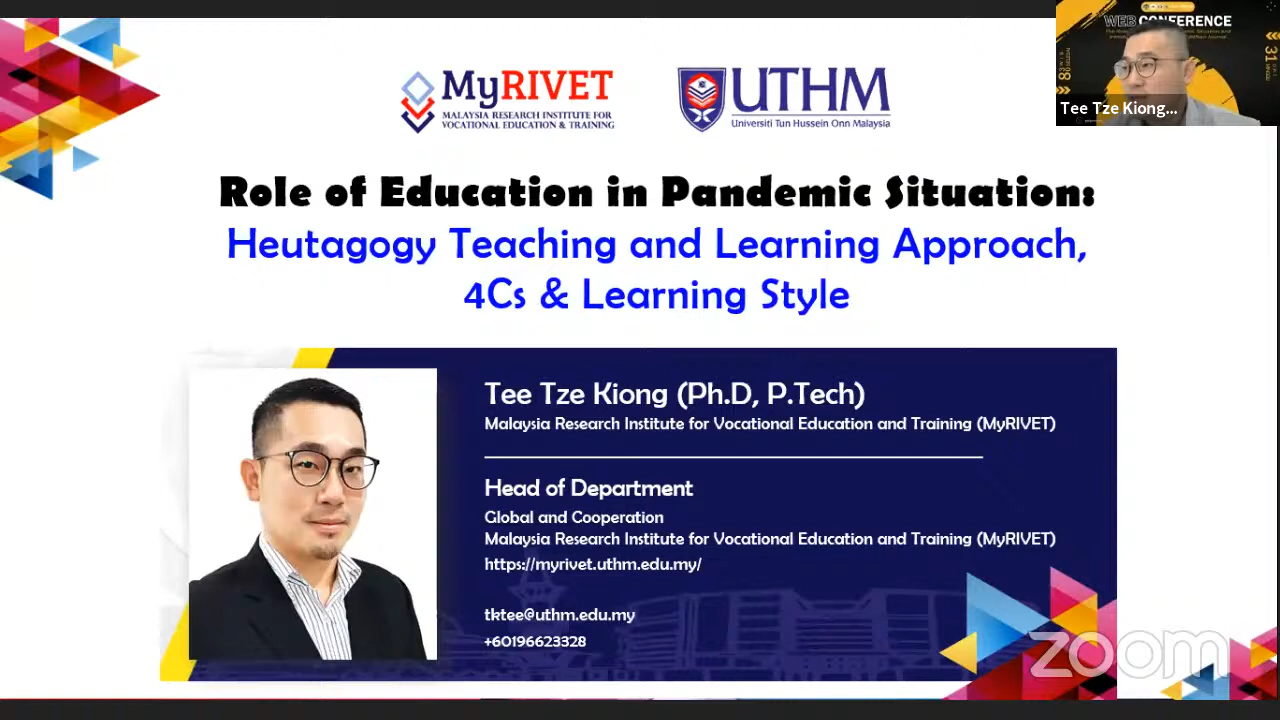 MyRIVET
MALAYSIA RESEARCH INSTITUTE FOR
VOCATIONAL EDUCATION & TRAINING
UTHM
Universiti Tun Hussein Onn Malaysia
WEB CONFERENCE
Tee Tze Kiong...
Role of Education in Pandemic Situation:
Heutagogy Teaching and Learning Approach,
4Cs & Learning Style
Tee Tze Kiong (Ph.D, P.Tech)
Malaysia Research Institute for Vocational Education and Training (MyRIVET)
Head of Department
Global and Cooperation
Malaysia Research Institute for Vocational Education and Training (MyRIVET)
https://myrivet.uthm.edu.my/
tktee@uthm.edu.my
+60196623328
zoom